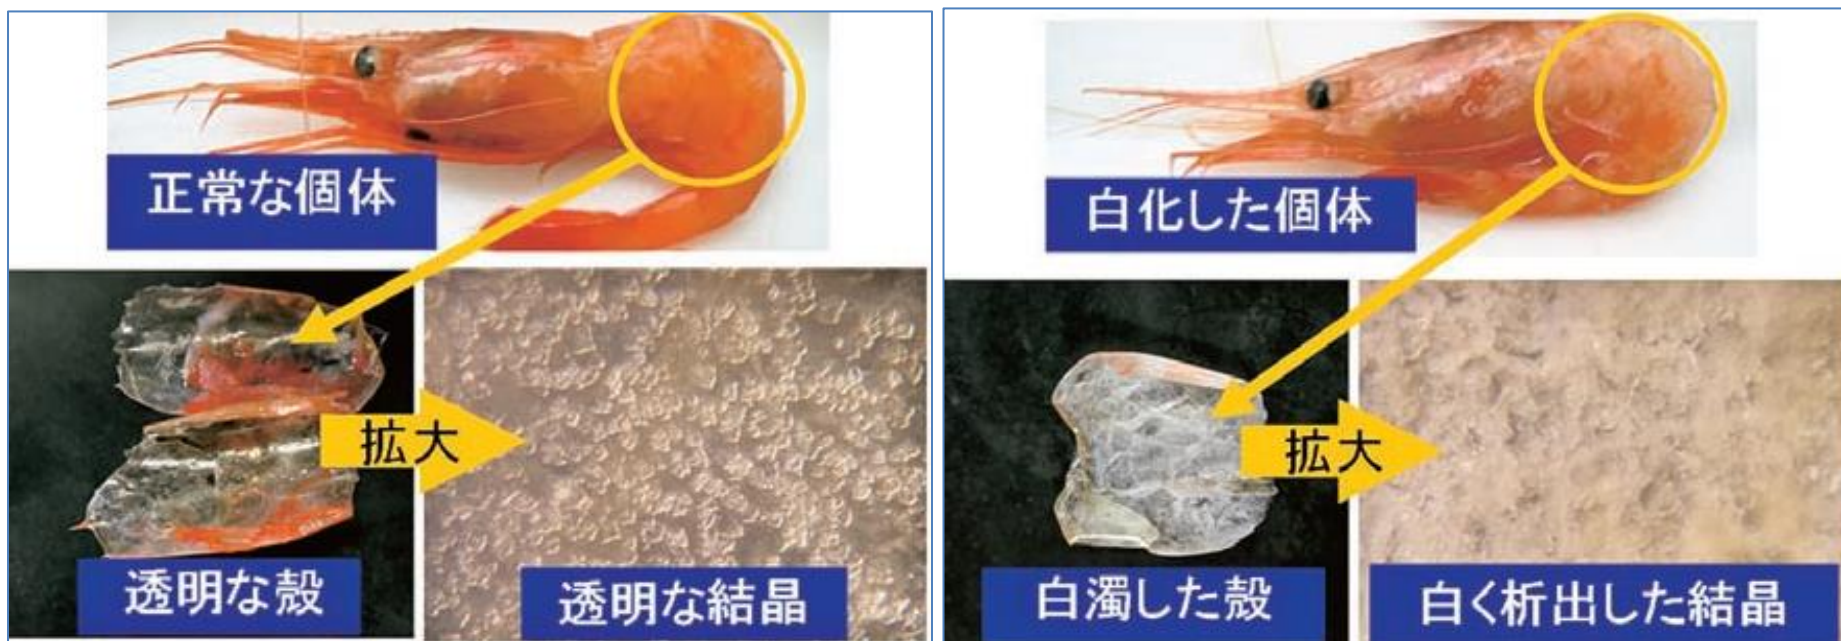 正常な個体
透明な殻
拡大
透明な結晶
白化した個体
白濁した殻
拡大
白く析出した結晶